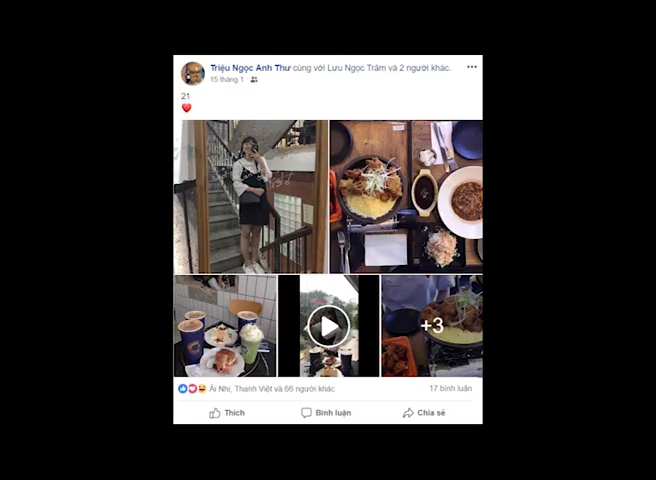 Triệu Ngọc Anh Thư cùng với Lưu Ngọc Trâm và 2 người khác.
15 tháng 1 ·
21
+3
Ái Nhi, Thanh Việt và 66 người khác
17 bình luận
Thích
Bình luận
Chia sẻ